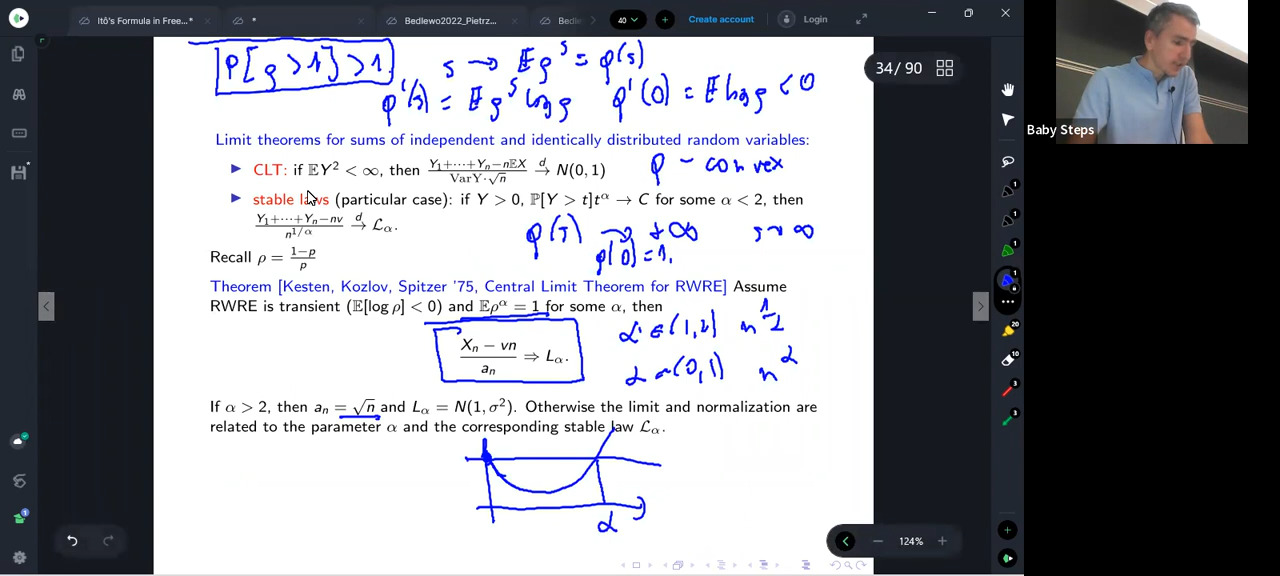 Itô's Formula in Free...*
*
Bedlewo2022_Pietrz...
Bedle
40
Create account
Login
34 / 90
P[ρ > 1] > 1
s → 𝔼ρ^s = φ(s)
φ'(s) = 𝔼ρ^s log ρ φ'(0) = 𝔼 log ρ < 0
Baby Steps
Limit theorems for sums of independent and identically distributed random variables:
CLT: if 𝔼Y² < ∞, then (Y₁+⋯+Yₙ−n𝔼X)/(VarY·√n) →ᵈ N(0, 1)
φ – convex
stable laws (particular case): if Y > 0, ℙ[Y > t]t^α → C for some α < 2, then
(Y₁+⋯+Yₙ−nv)/n^{1/α} →ᵈ ℒ_α.
φ(s) → +∞ s → ∞
φ(0) = 1.
Recall ρ = (1−p)/p
Theorem [Kesten, Kozlov, Spitzer '75, Central Limit Theorem for RWRE] Assume
RWRE is transient (𝔼[log ρ] < 0) and 𝔼ρ^α = 1 for some α, then
(Xₙ − vn)/aₙ ⇒ L_α.
α ∈ (1,2) n^{1/2}
α ∼ (0,1) n^α
If α > 2, then aₙ = √n and L_α = N(1, σ²). Otherwise the limit and normalization are
related to the parameter α and the corresponding stable law ℒ_α.
1
α
124%